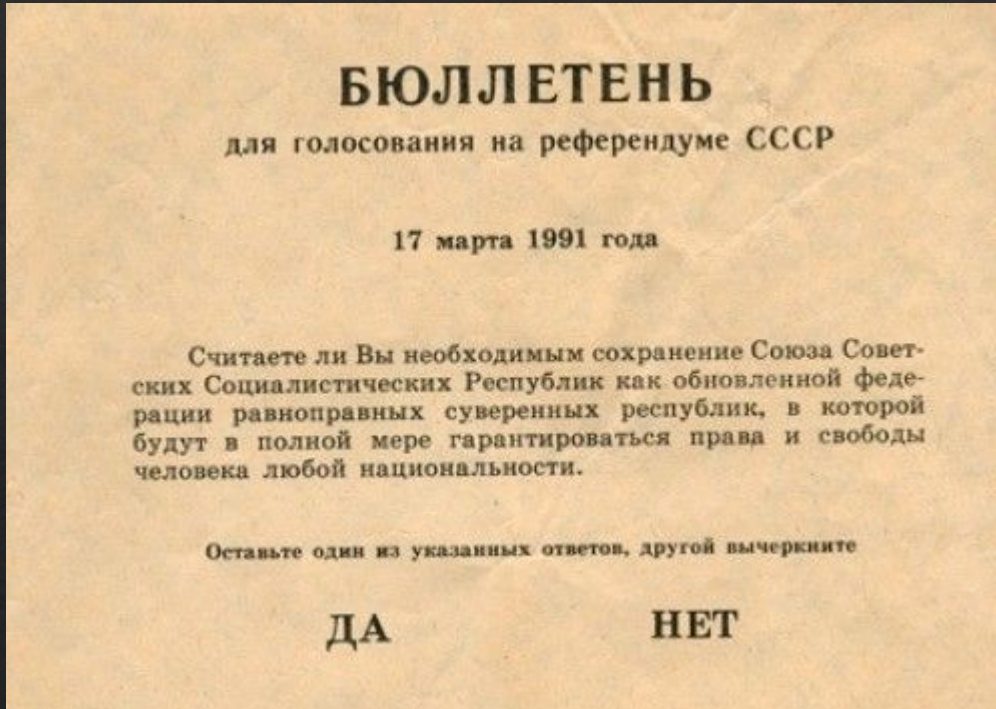 БЮЛЛЕТЕНЬ
для голосования на референдуме СССР
17 марта 1991 года
Считаете ли Вы необходимым сохранение Союза Совет-
ских Социалистических Республик как обновленной феде-
рации равноправных суверенных республик, в которой
будут в полной мере гарантироваться права и свободы
человека любой национальности.
Оставьте один из указанных ответов, другой вычеркните
ДА НЕТ